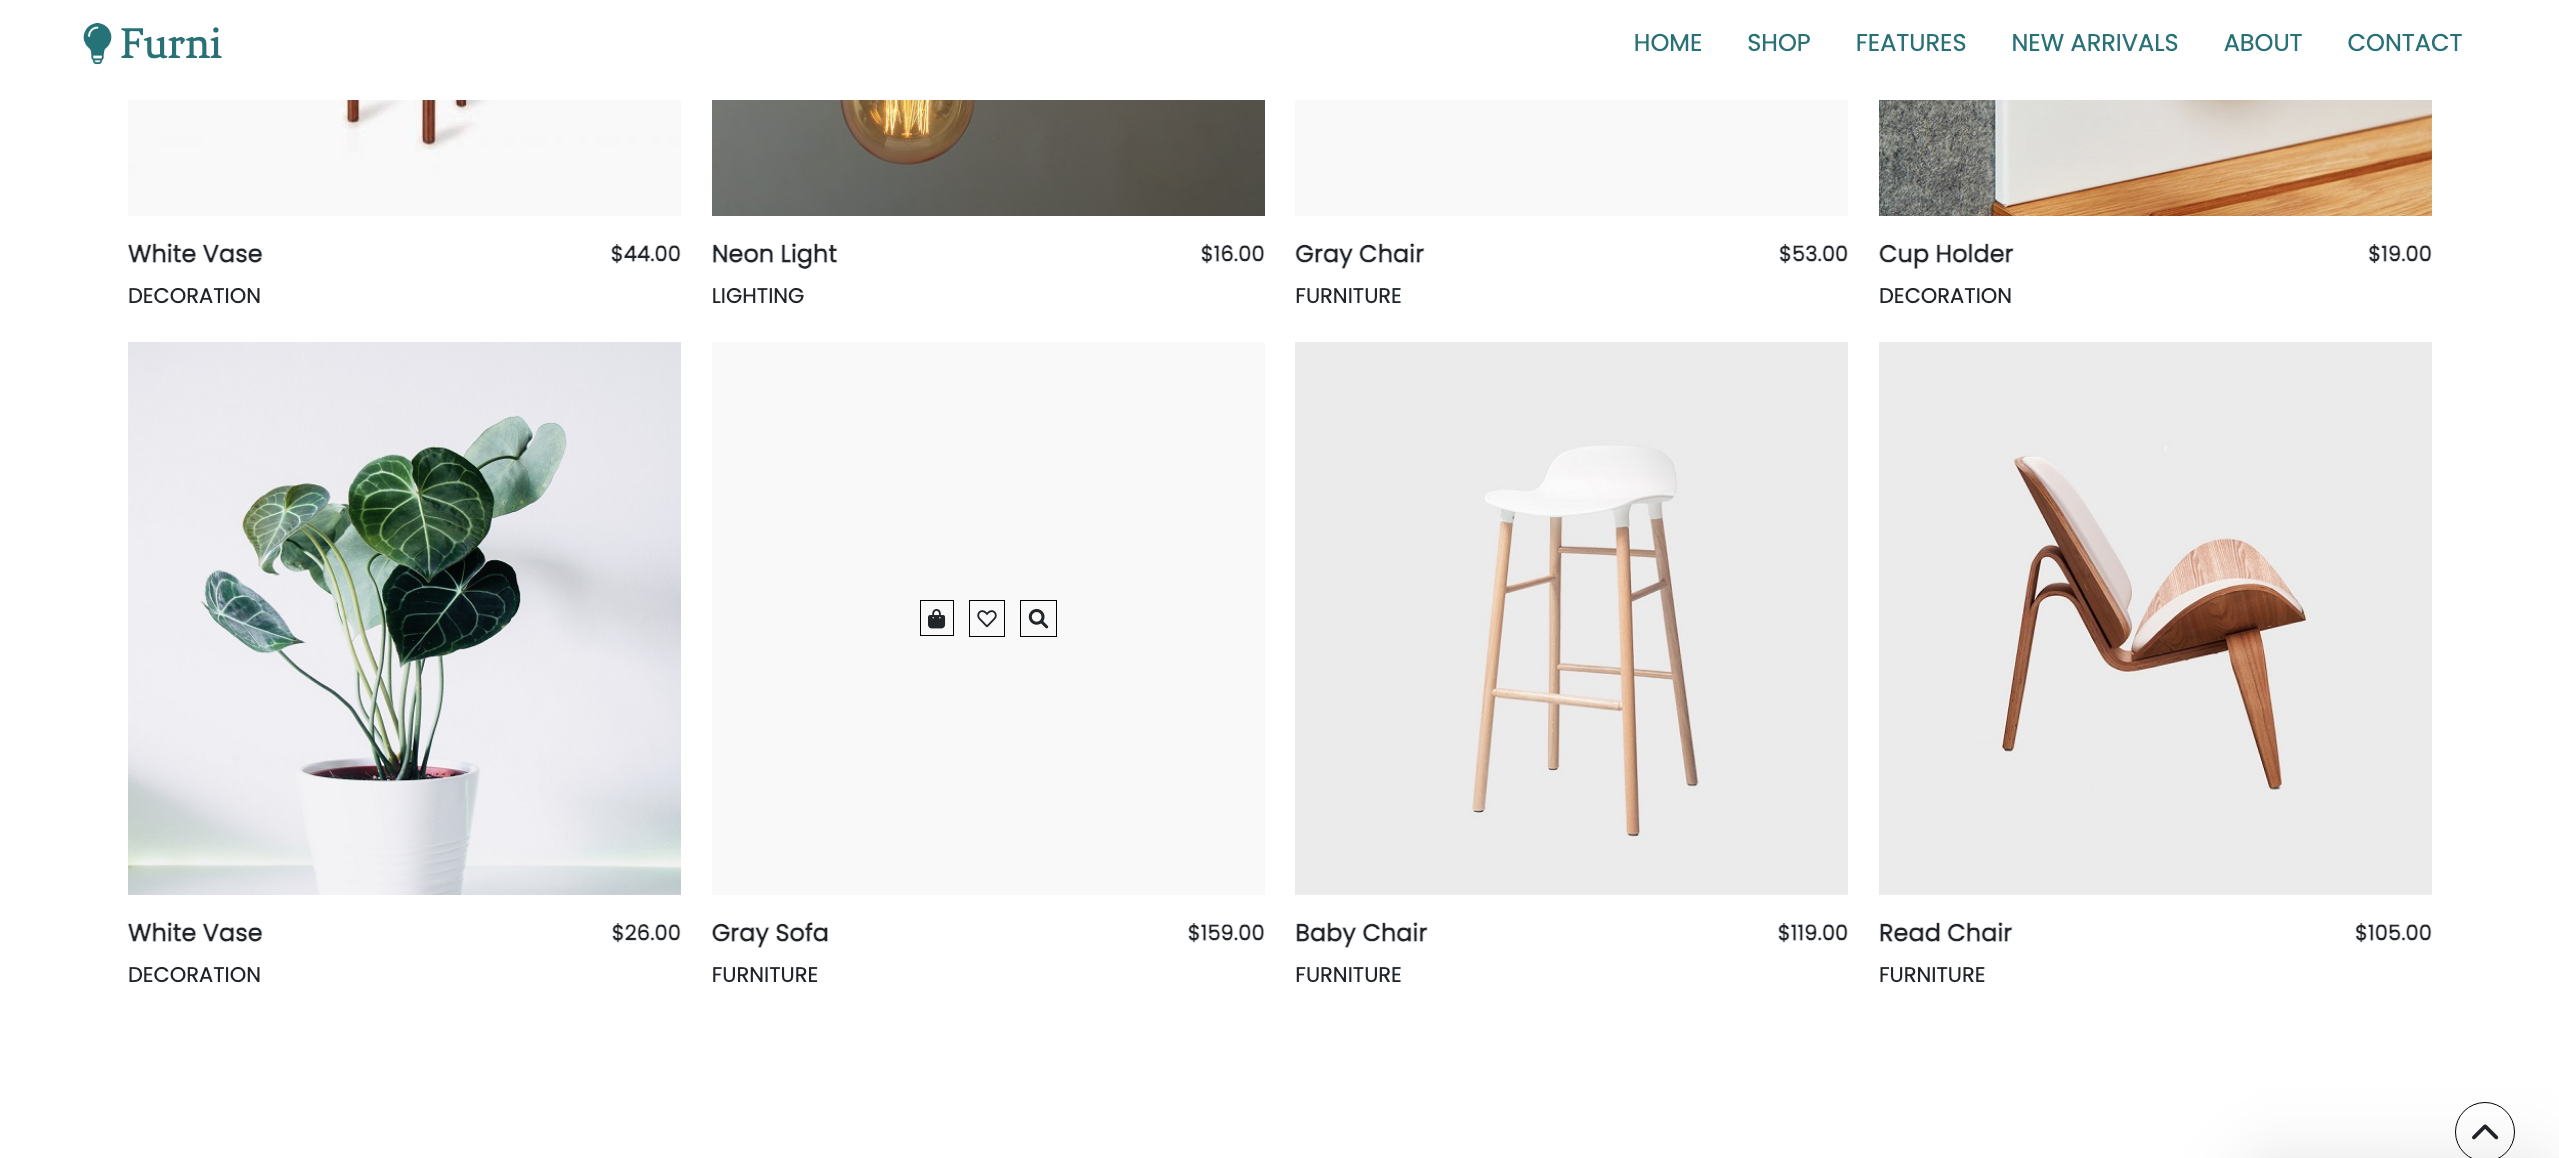 Furni
HOME SHOP FEATURES NEW ARRIVALS ABOUT CONTACT
White Vase $44.00
DECORATION
Neon Light $16.00
LIGHTING
Gray Chair $53.00
FURNITURE
Cup Holder $19.00
DECORATION
White Vase $26.00
DECORATION
Gray Sofa $159.00
FURNITURE
Baby Chair $119.00
FURNITURE
Read Chair $105.00
FURNITURE